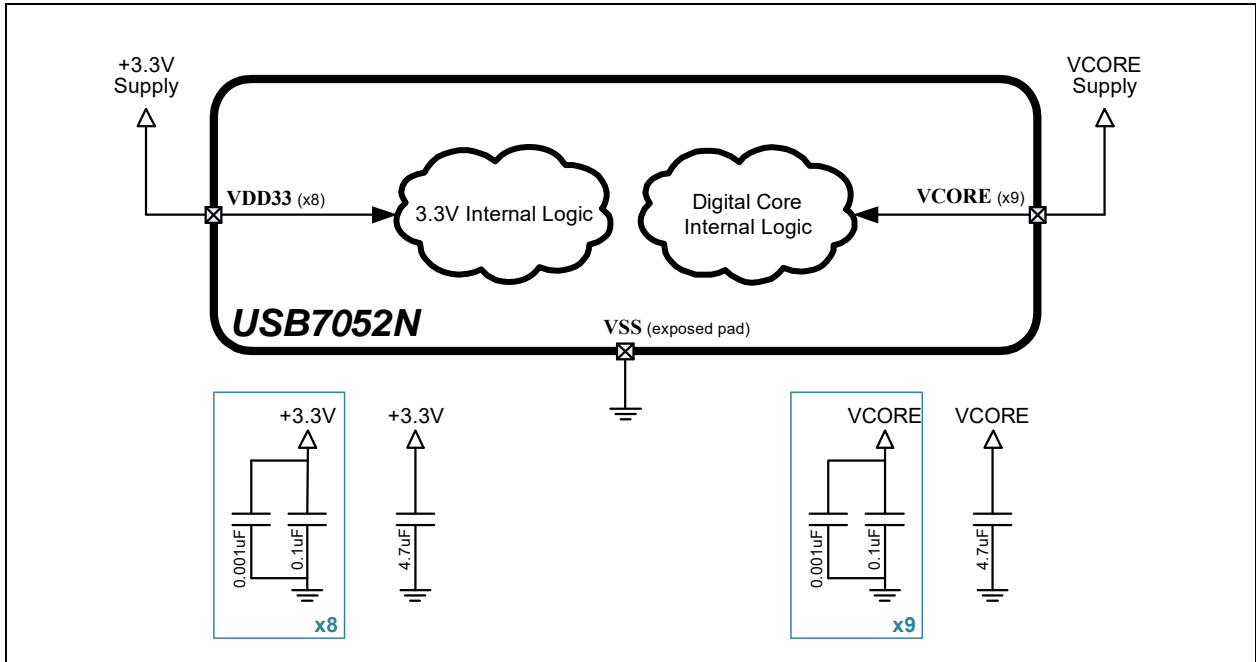 +3.3V
Supply
VCORE
Supply
VDD33 (x8)
3.3V Internal Logic
Digital Core
Internal Logic
VCORE (x9)
USB7052N
VSS (exposed pad)
+3.3V
0.001uF
0.1uF
x8
+3.3V
4.7uF
VCORE
0.001uF
0.1uF
x9
VCORE
4.7uF